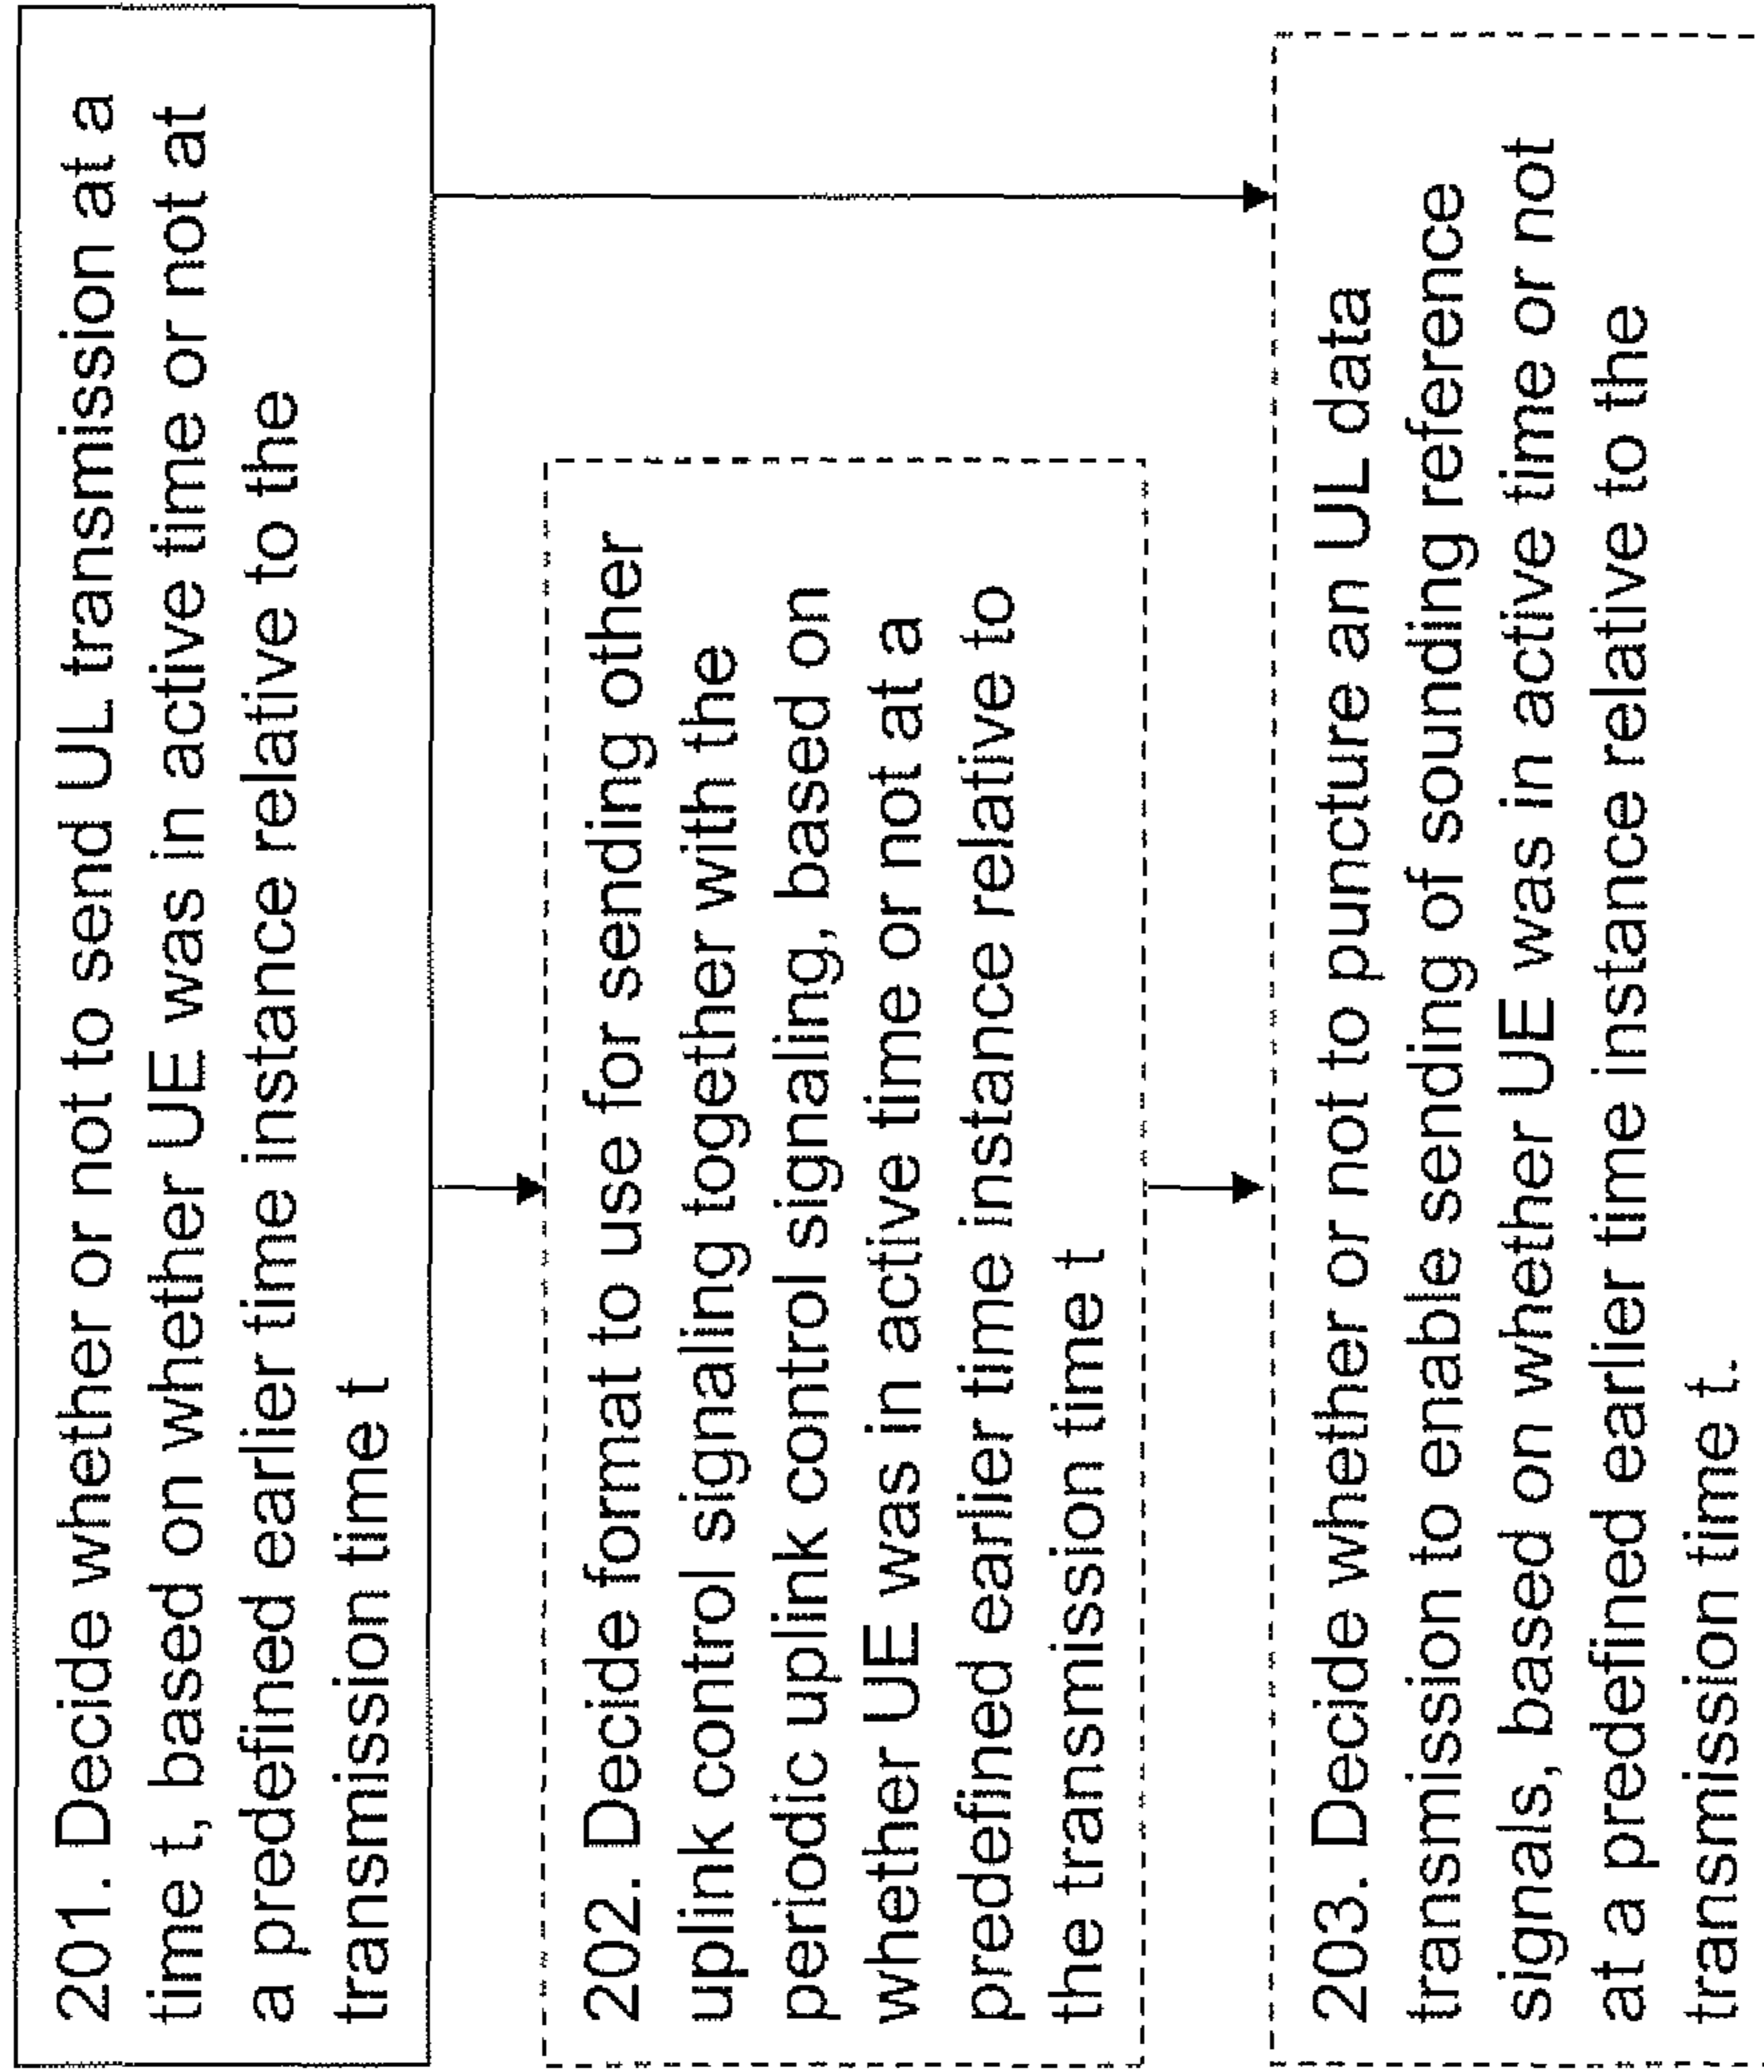 201. Decide whether or not to send UL transmission at a
time t, based on whether UE was in active time or not at
a predefined earlier time instance relative to the
transmission time t
202. Decide format to use for sending other
uplink control signaling together with the
periodic uplink control signaling, based on
whether UE was in active time or not at a
predefined earlier time instance relative to
the transmission time t
203. Decide whether or not to puncture an UL data
transmission to enable sending of sounding reference
signals, based on whether UE was in active time or not
at a predefined earlier time instance relative to the
transmission time t.